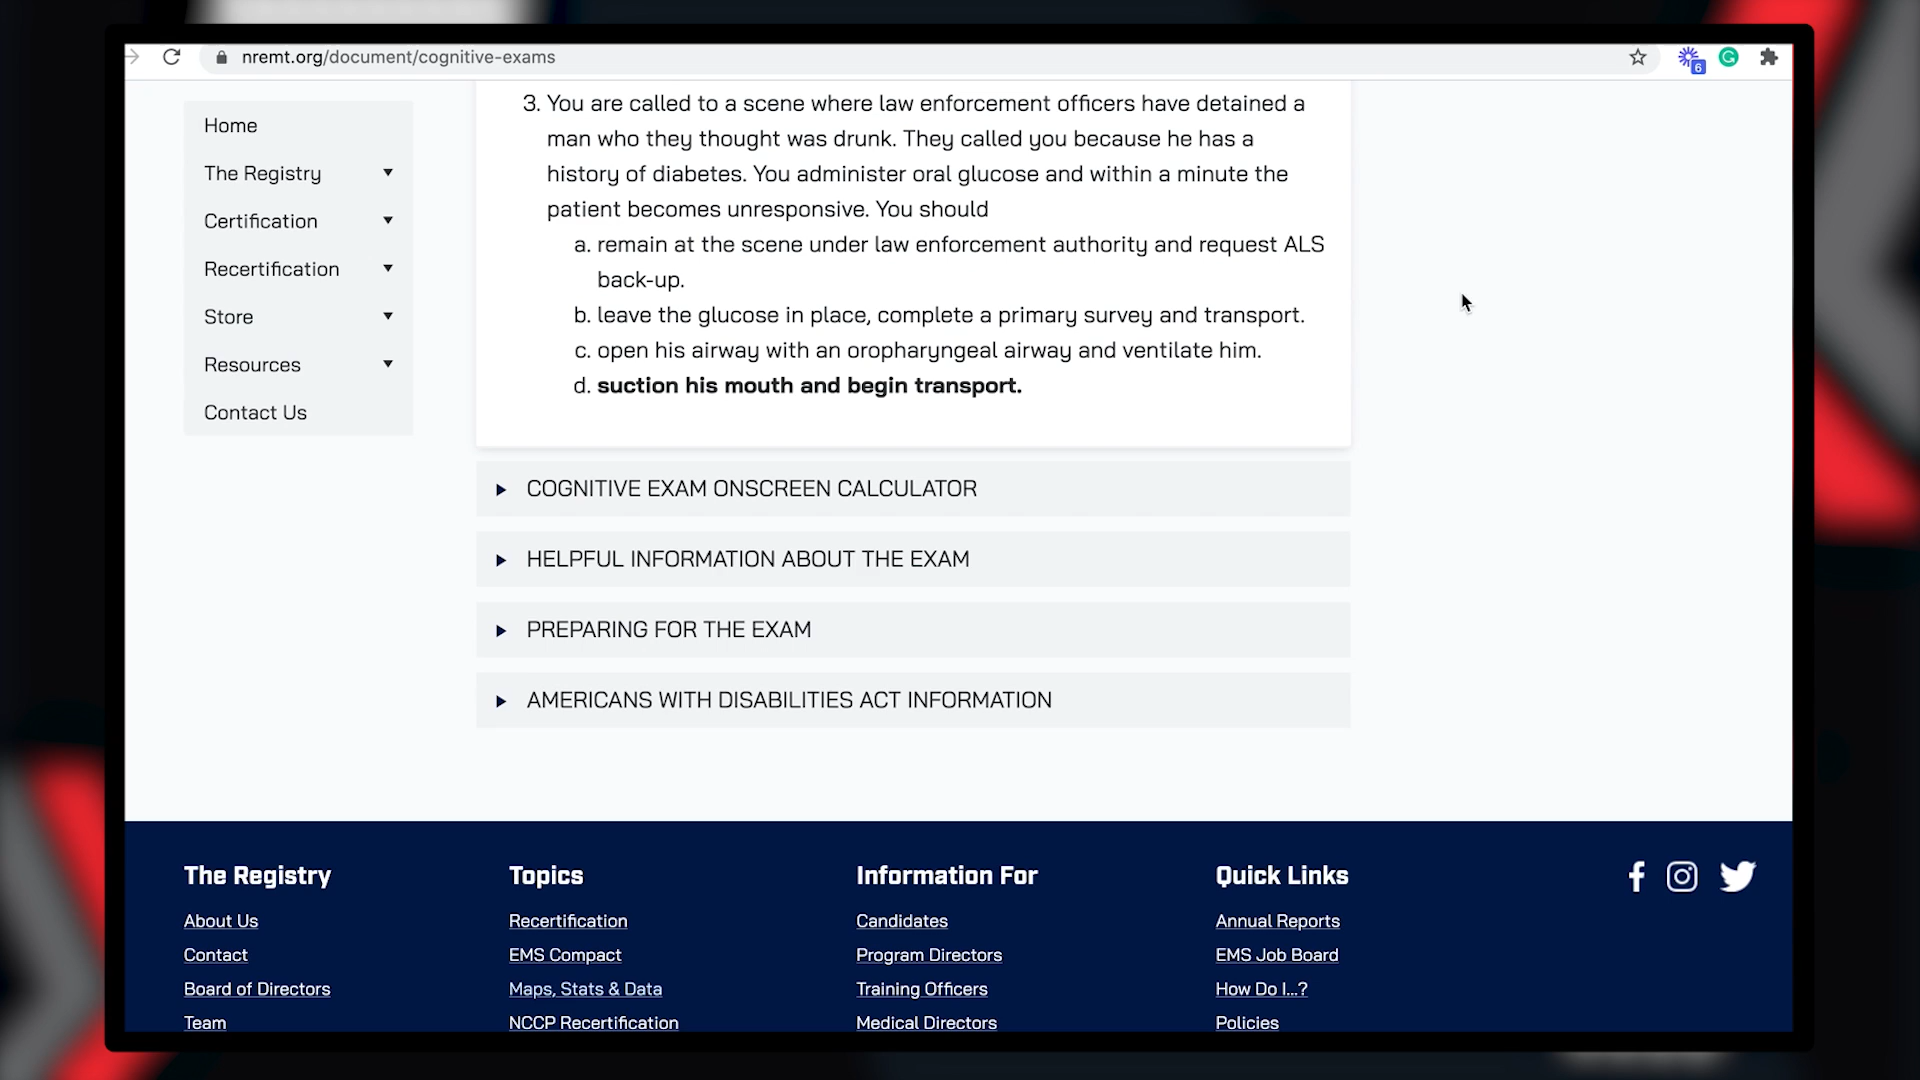 nremt.org/document/cognitive-exams
6
G
Home
The Registry
Certification
Recertification
Store
Resources
Contact Us
3. You are called to a scene where law enforcement officers have detained a
man who they thought was drunk. They called you because he has a
history of diabetes. You administer oral glucose and within a minute the
patient becomes unresponsive. You should
a. remain at the scene under law enforcement authority and request ALS
back-up.
b. leave the glucose in place, complete a primary survey and transport.
c. open his airway with an oropharyngeal airway and ventilate him.
d. suction his mouth and begin transport.
COGNITIVE EXAM ONSCREEN CALCULATOR
HELPFUL INFORMATION ABOUT THE EXAM
PREPARING FOR THE EXAM
AMERICANS WITH DISABILITIES ACT INFORMATION
The Registry
About Us
Contact
Board of Directors
Team
Topics
Recertification
EMS Compact
Maps, Stats & Data
NCCP Recertification
Information For
Candidates
Program Directors
Training Officers
Medical Directors
Quick Links
Annual Reports
EMS Job Board
How Do I...?
Policies